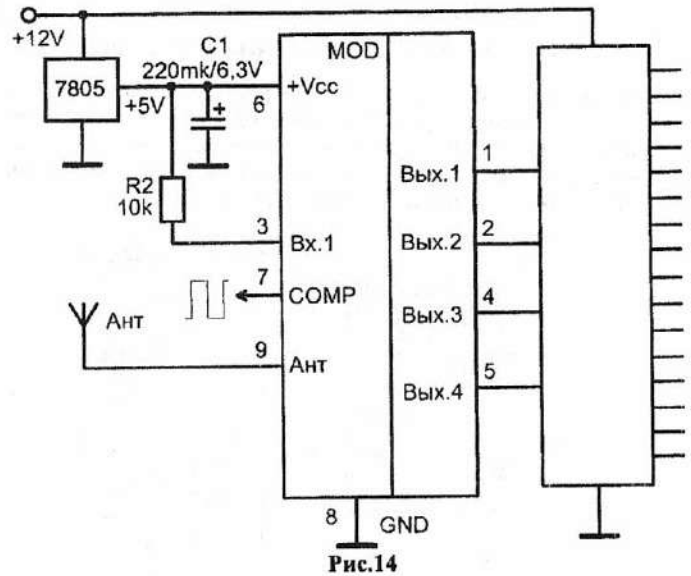 +12V
7805
+5V
C1
220mk/6,3V
R2
10k
MOD
6
+Vcc
3
Вх.1
7
COMP
Ант
9
Ант
Вых.1
1
Вых.2
2
Вых.3
4
Вых.4
5
8
GND
Рис.14